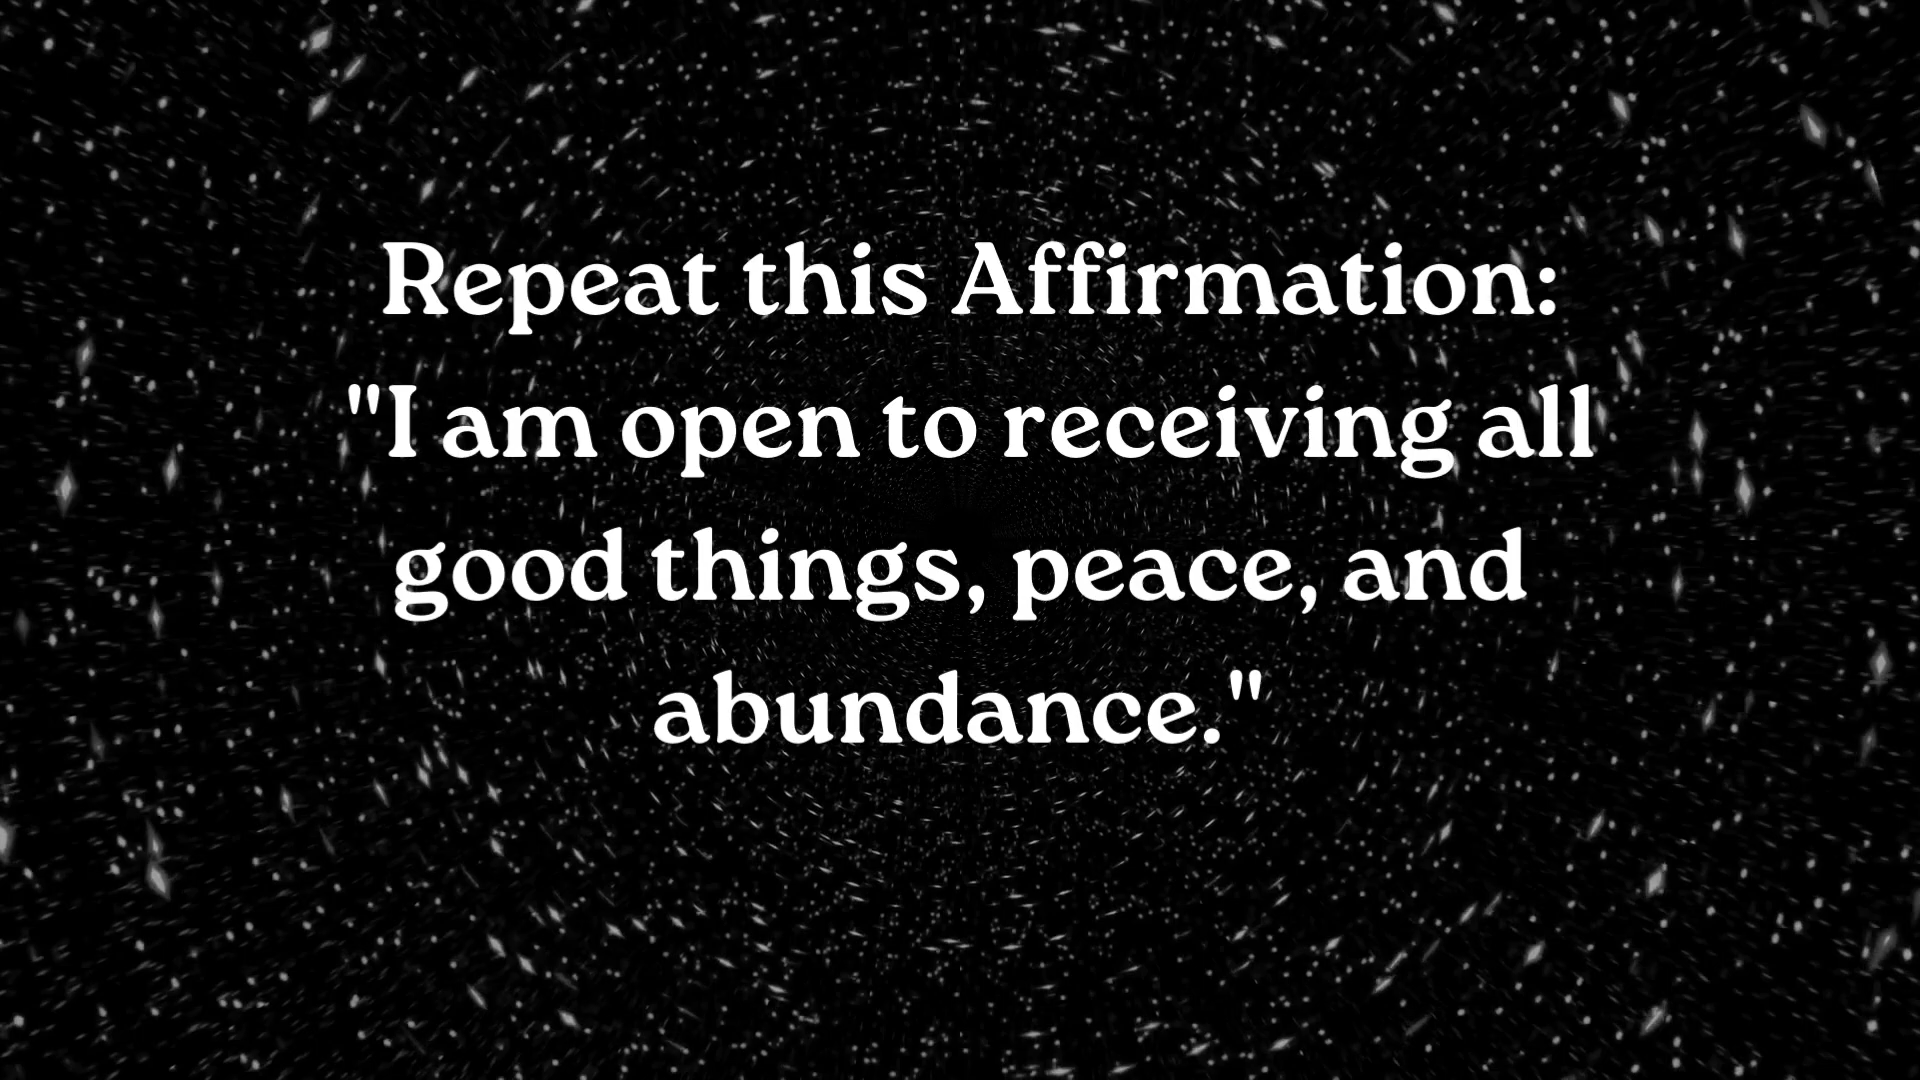 Repeat this Affirmation:
"I am open to receiving all
good things, peace, and
abundance."